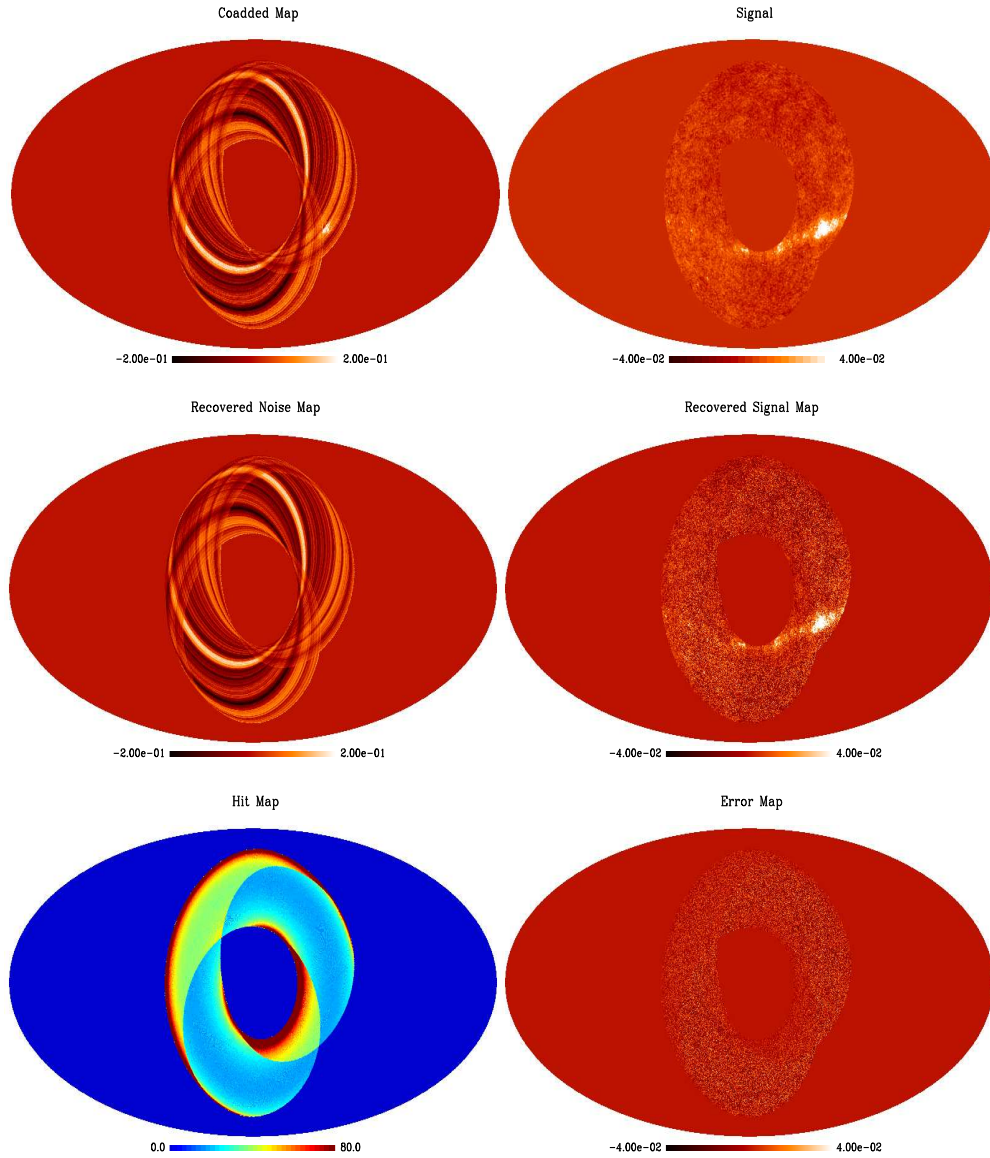 Coadded Map
Signal
-2.00e-01 2.00e-01
-4.00e-02 4.00e-02
Recovered Noise Map
Recovered Signal Map
-2.00e-01 2.00e-01
-4.00e-02 4.00e-02
Hit Map
Error Map
0.0 80.0
-4.00e-02 4.00e-02